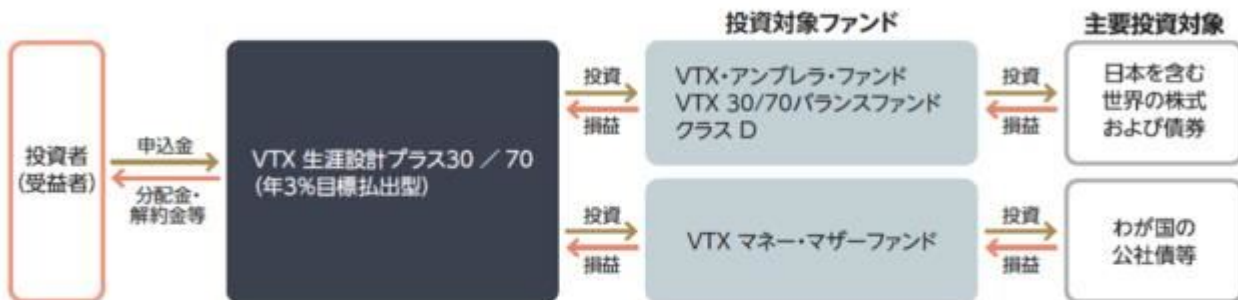 投資対象ファンド
主要投資対象
投資者
(受益者)
申込金
分配金・
解約金等
VTX 生涯設計プラス30 / 70
(年3%目標払出型)
投資
損益
VTX・アンブレラ・ファンド
VTX 30/70バランスファンド
クラス D
投資
損益
日本を含む
世界の株式
および債券
投資
損益
VTX マネー・マザーファンド
投資
損益
わが国の
公社債等